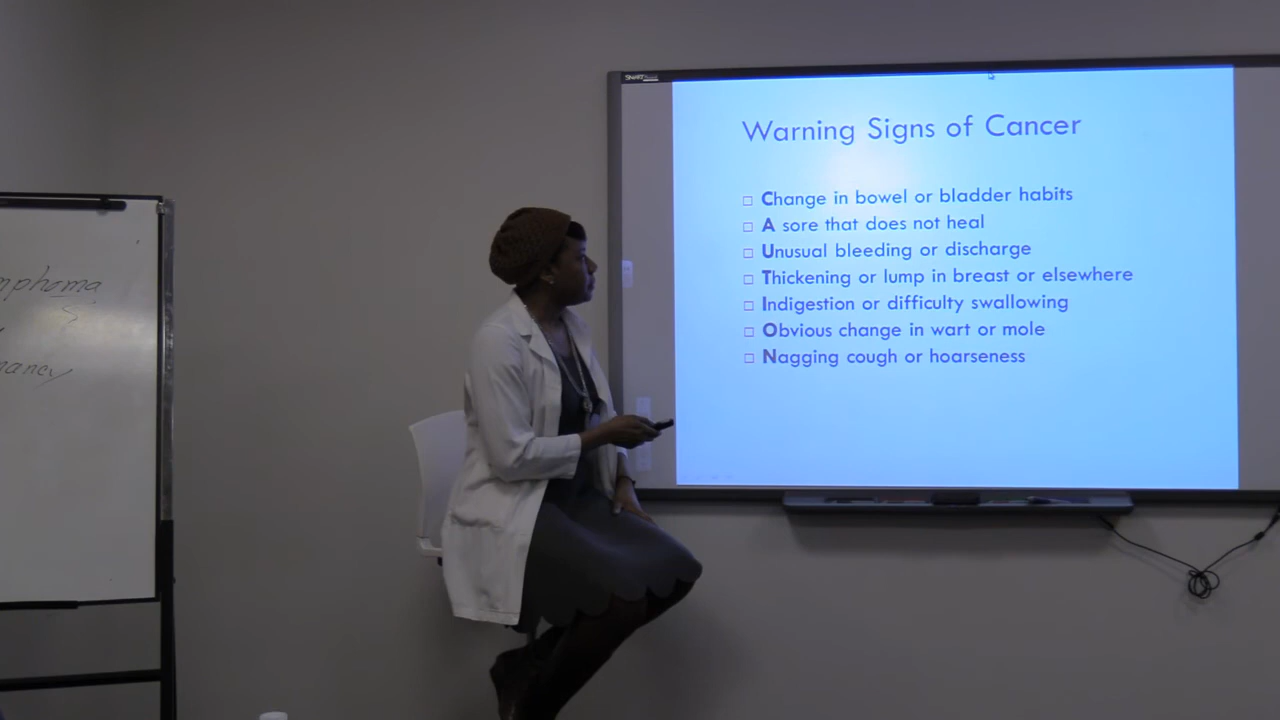 SMART
Warning Signs of Cancer
Change in bowel or bladder habits
A sore that does not heal
Unusual bleeding or discharge
Thickening or lump in breast or elsewhere
Indigestion or difficulty swallowing
Obvious change in wart or mole
Nagging cough or hoarseness